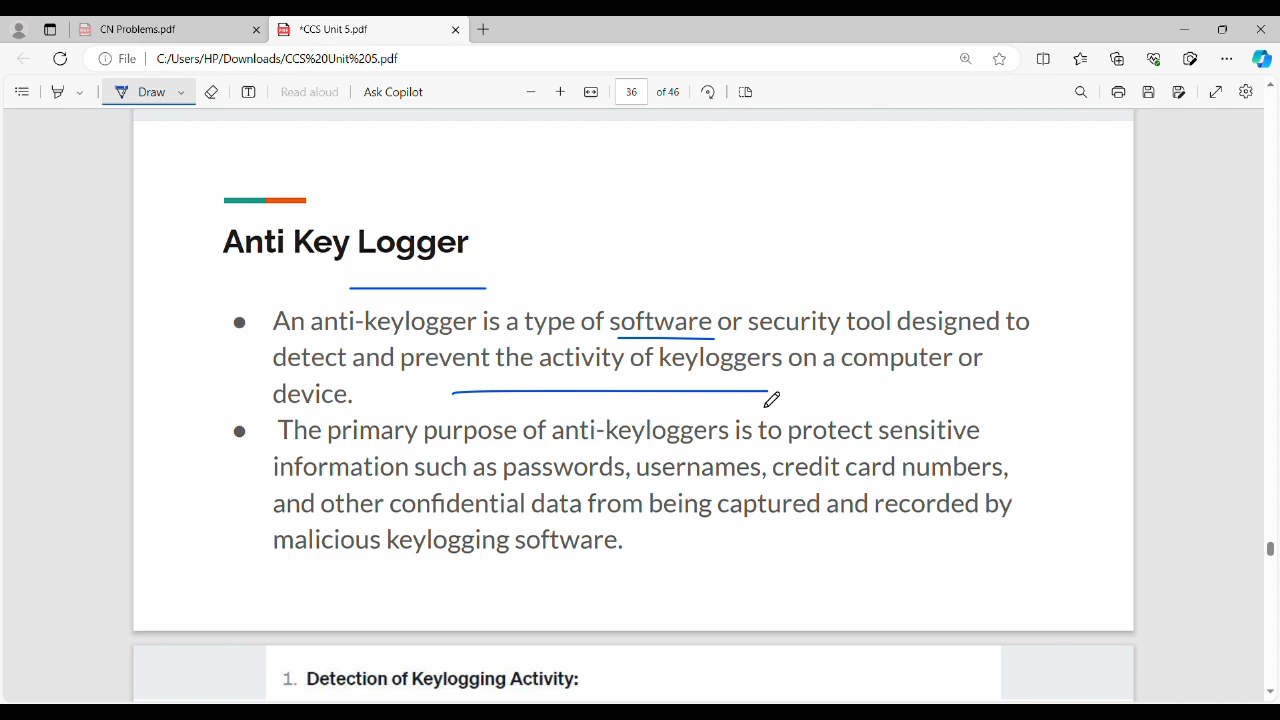 CN Problems.pdf
*CCS Unit 5.pdf
File
C:/Users/HP/Downloads/CCS%20Unit%205.pdf
Draw
Read aloud
Ask Copilot
36 of 46
Anti Key Logger
● An anti-keylogger is a type of software or security tool designed to
detect and prevent the activity of keyloggers on a computer or
device.
● The primary purpose of anti-keyloggers is to protect sensitive
information such as passwords, usernames, credit card numbers,
and other confidential data from being captured and recorded by
malicious keylogging software.
1. Detection of Keylogging Activity: